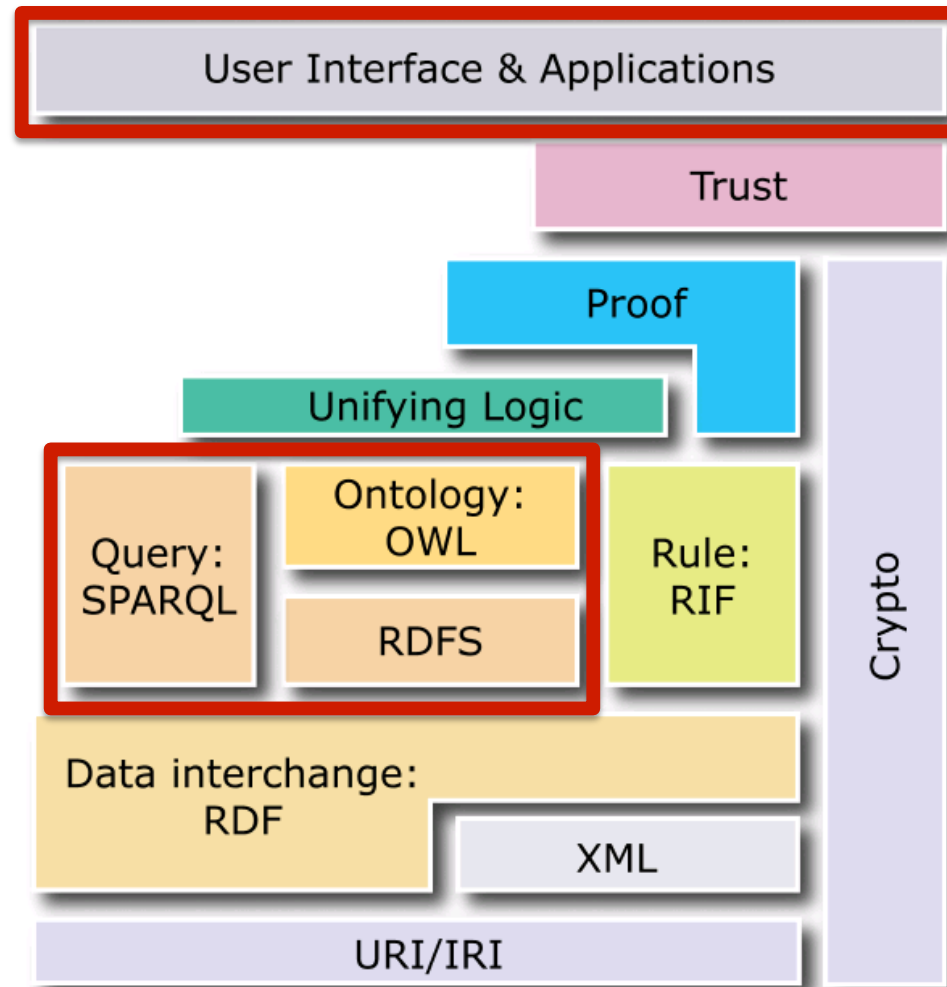 User Interface & Applications
Trust
Proof
Unifying Logic
Query:
SPARQL
Ontology:
OWL
RDFS
Rule:
RIF
Crypto
Data interchange:
RDF
XML
URI/IRI